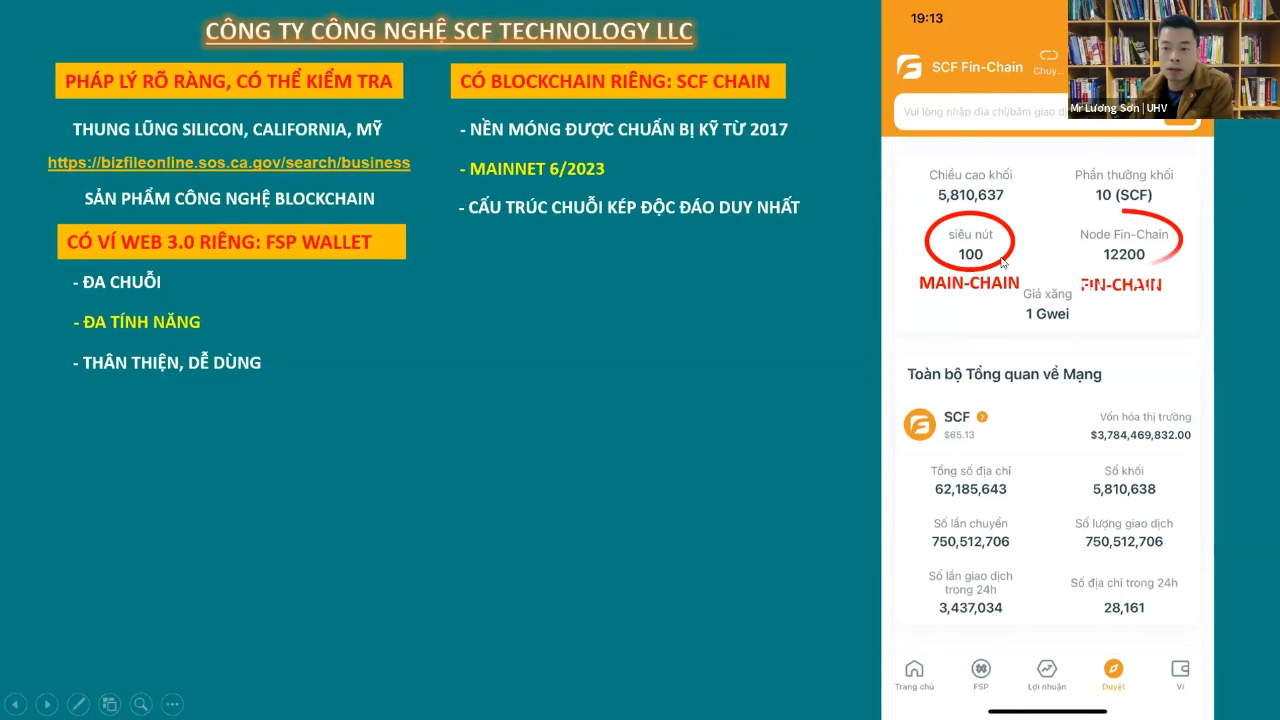 CÔNG TY CÔNG NGHỆ SCF TECHNOLOGY LLC
PHÁP LÝ RÕ RÀNG, CÓ THỂ KIỂM TRA
THUNG LŨNG SILICON, CALIFORNIA, MỸ
https://bizfileonline.sos.ca.gov/search/business
SẢN PHẨM CÔNG NGHỆ BLOCKCHAIN
CÓ VÍ WEB 3.0 RIÊNG: FSP WALLET
- ĐA CHUỖI
- ĐA TÍNH NĂNG
- THÂN THIỆN, DỄ DÙNG
CÓ BLOCKCHAIN RIÊNG: SCF CHAIN
- NỀN MÓNG ĐƯỢC CHUẨN BỊ KỸ TỪ 2017
- MAINNET 6/2023
- CẤU TRÚC CHUỖI KÉP ĐỘC ĐÁO DUY NHẤT
19:13
SCF Fin-Chain
Chuy...
Mr Lương Sơn | UHV
Vui lòng nhập địa chỉ/băm giao
Chiều cao khối
Phần thưởng khối
5,810,637
10 (SCF)
siêu nút
Node Fin-Chain
100
12200
MAIN-CHAIN
FIN-CHAIN
Giá xăng
1 Gwei
Toàn bộ Tổng quan về Mạng
SCF
Vốn hóa thị trường
$65.13
$3,784,469,832.00
Tổng số địa chỉ
Số khối
62,185,643
5,810,638
Số lần chuyển
Số lượng giao dịch
750,512,706
750,512,706
Số lần giao dịch
trong 24h
Số địa chỉ trong 24h
3,437,034
28,161
Trang chủ
FSP
Lợi nhuận
Duyệt
Ví